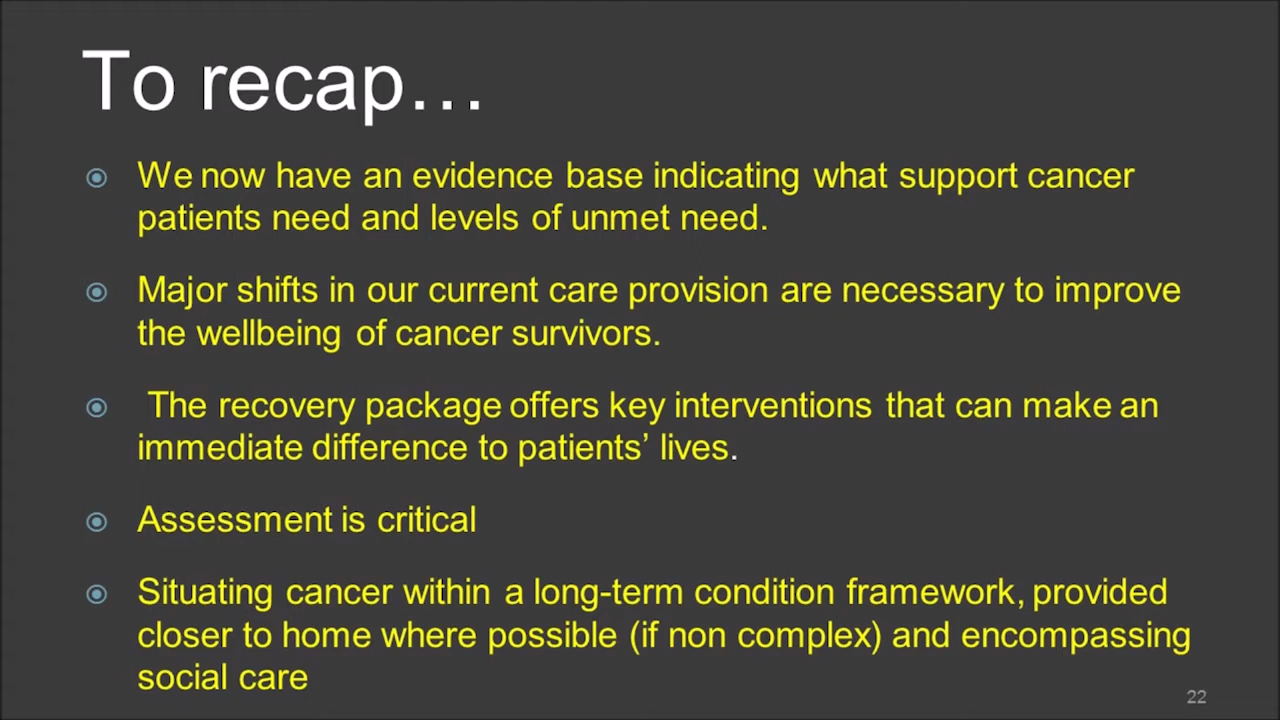 To recap…
We now have an evidence base indicating what support cancer
patients need and levels of unmet need.
Major shifts in our current care provision are necessary to improve
the wellbeing of cancer survivors.
The recovery package offers key interventions that can make an
immediate difference to patients’ lives.
Assessment is critical
Situating cancer within a long-term condition framework, provided
closer to home where possible (if non complex) and encompassing
social care
22